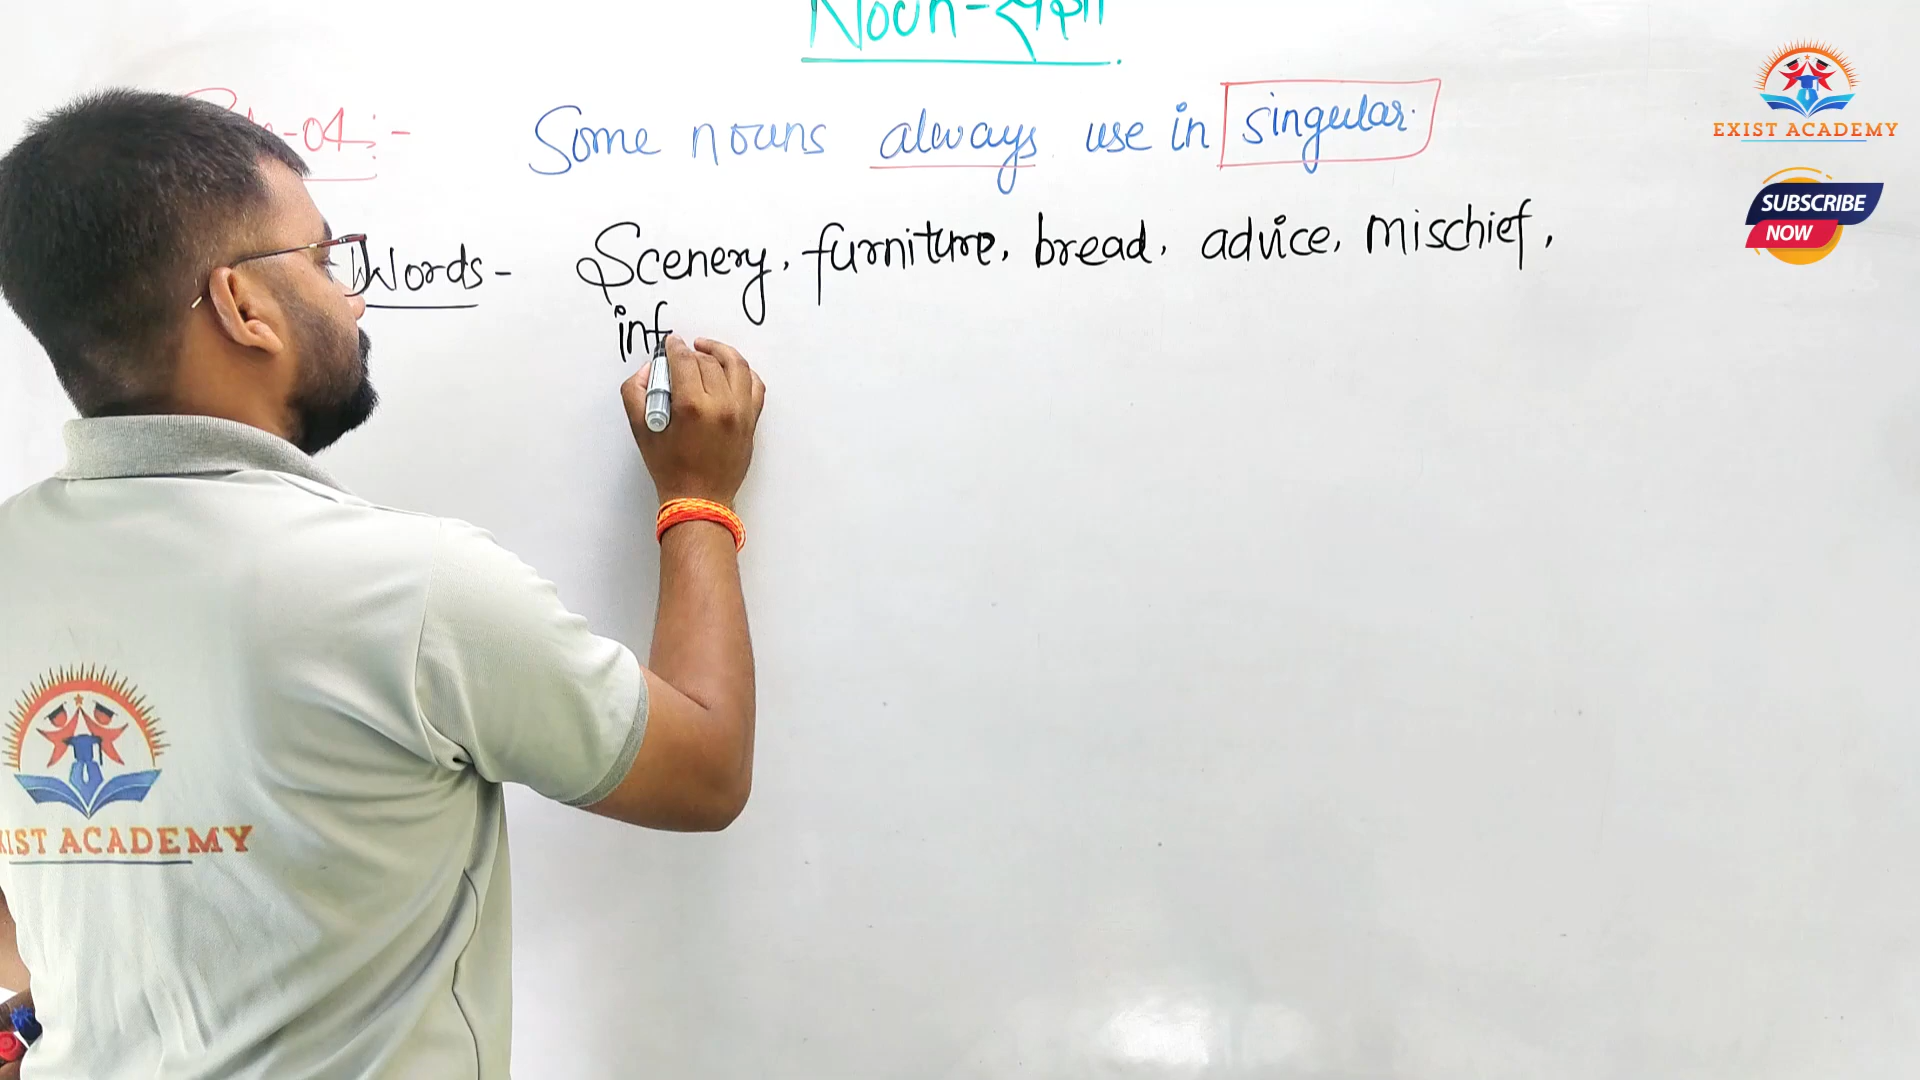 Noun-संज्ञा
-04:- Some nouns always use in singular.
Words- Scenery, furniture, bread, advice, mischief,
inf
EXIST ACADEMY
SUBSCRIBE
NOW
XIST ACADEMY